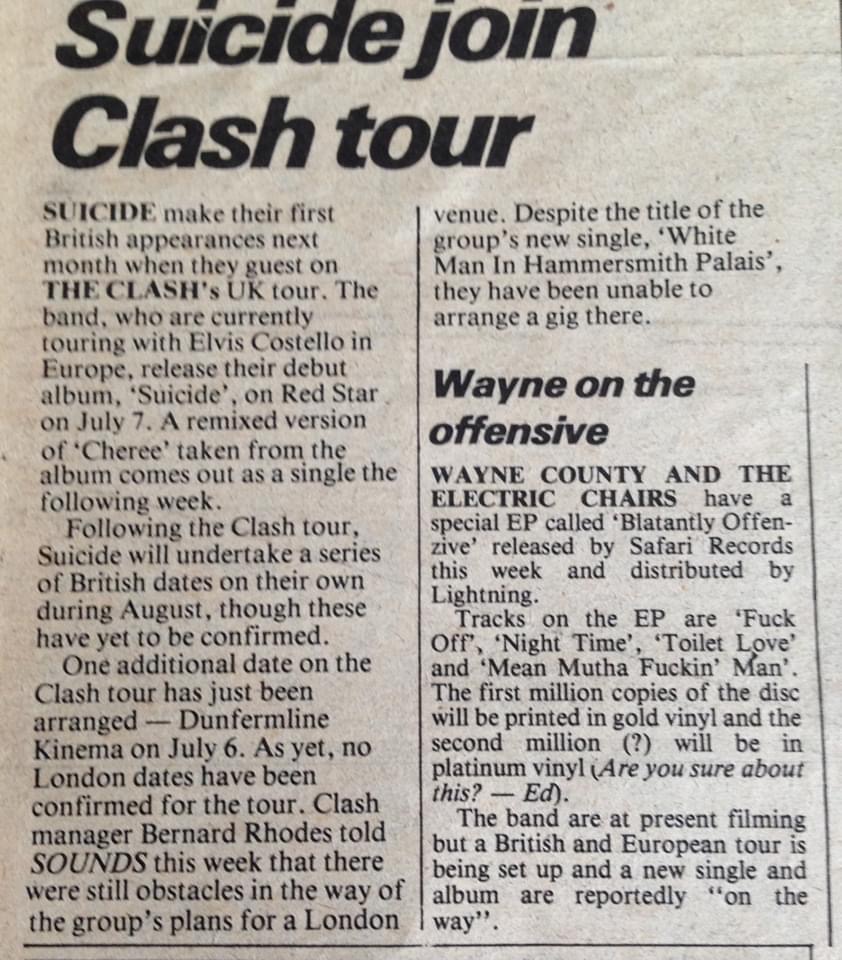 Suicide join
Clash tour
SUICIDE make their first
British appearances next
month when they guest on
THE CLASH's UK tour. The
band, who are currently
touring with Elvis Costello in
Europe, release their debut
album, 'Suicide', on Red Star
on July 7. A remixed version
of 'Cheree' taken from the
album comes out as a single the
following week.
Following the Clash tour,
Suicide will undertake a series
of British dates on their own
during August, though these
have yet to be confirmed.
One additional date on the
Clash tour has just been
arranged — Dunfermline
Kinema on July 6. As yet, no
London dates have been
confirmed for the tour. Clash
manager Bernard Rhodes told
SOUNDS this week that there
were still obstacles in the way of
the group's plans for a London
venue. Despite the title of the
group's new single, 'White
Man In Hammersmith Palais',
they have been unable to
arrange a gig there.
Wayne on the
offensive
WAYNE COUNTY AND THE
ELECTRIC CHAIRS have a
special EP called 'Blatantly Offen-
zive' released by Safari Records
this week and distributed by
Lightning.
Tracks on the EP are 'Fuck
Off', 'Night Time', 'Toilet Love'
and 'Mean Mutha Fuckin' Man'.
The first million copies of the disc
will be printed in gold vinyl and the
second million (?) will be in
platinum vinyl (Are you sure about
this? — Ed).
The band are at present filming
but a British and European tour is
being set up and a new single and
album are reportedly "on the
way".